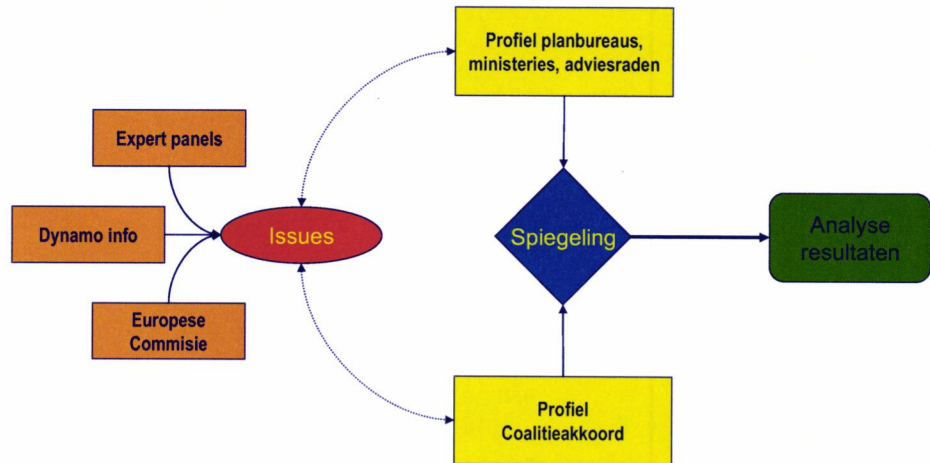 Profiel planbureaus,
ministeries, adviesraden
Expert panels
Dynamo info
Issues
Spiegeling
Analyse
resultaten
Europese
Commisie
Profiel
Coalitieakkoord